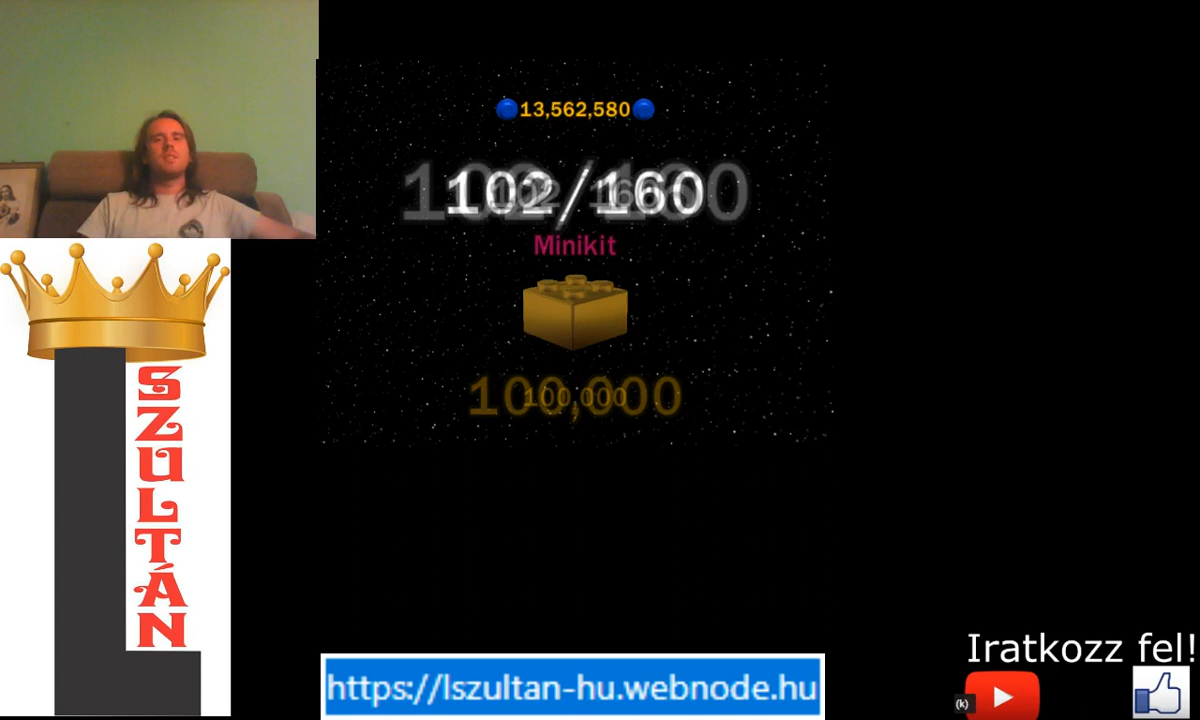 13,562,580
102/160
Minikit
100,000
L
SZULTÁN
https://lszultan-hu.webnode.hu
Iratkozz fel!
(k)